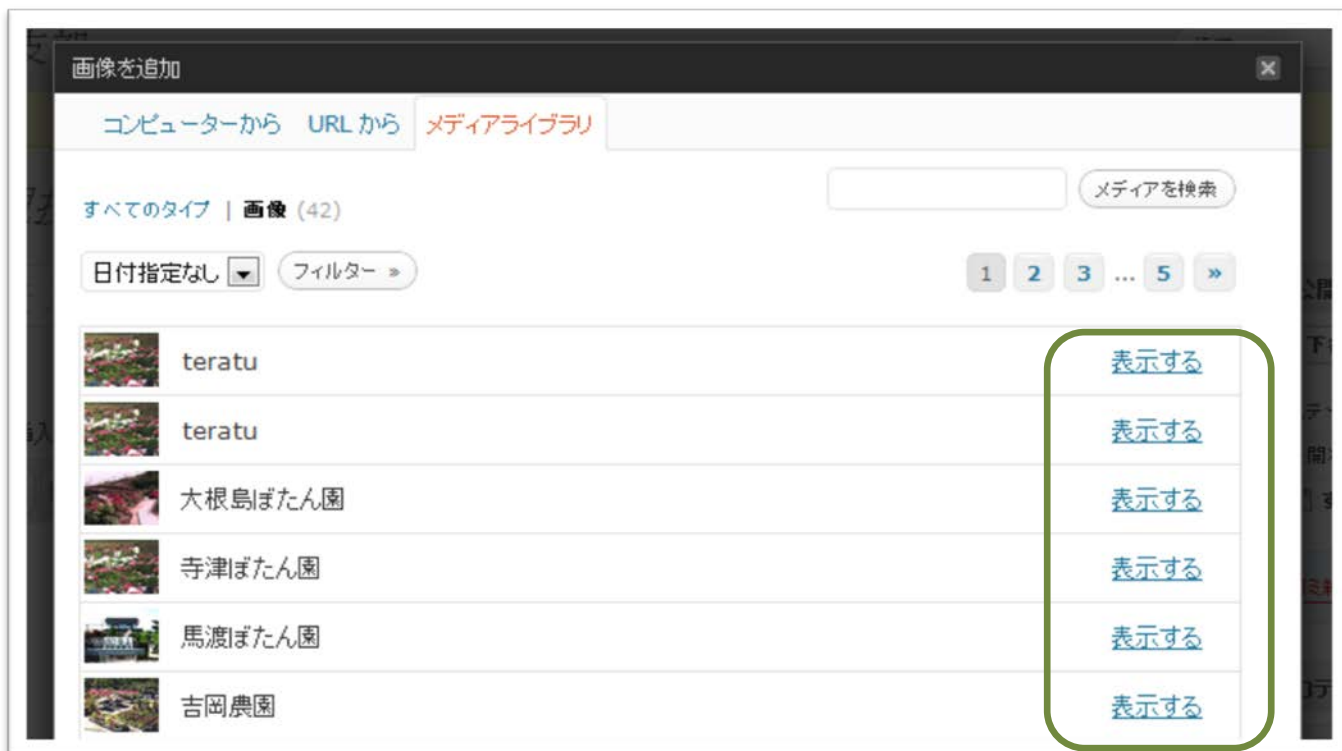 画像を追加
コンピューターから URL から メディアライブラリ
メディアを検索
すべてのタイプ | 画像 (42)
日付指定なし フィルター »
1 2 3 ... 5 »
teratu 表示する
teratu 表示する
大根島ぼたん園 表示する
寺津ぼたん園 表示する
馬渡ぼたん園 表示する
吉岡農園 表示する